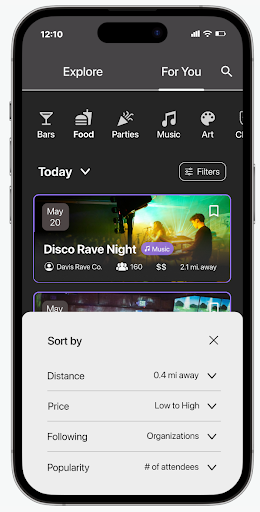 12:10
Explore For You
Bars Food Parties Music Art
Today Filters
May
20
Disco Rave Night Music
Davis Rave Co. 160 $$ 2.1 mi. away
May
Sort by
Distance 0.4 mi away
Price Low to High
Following Organizations
Popularity # of attendees